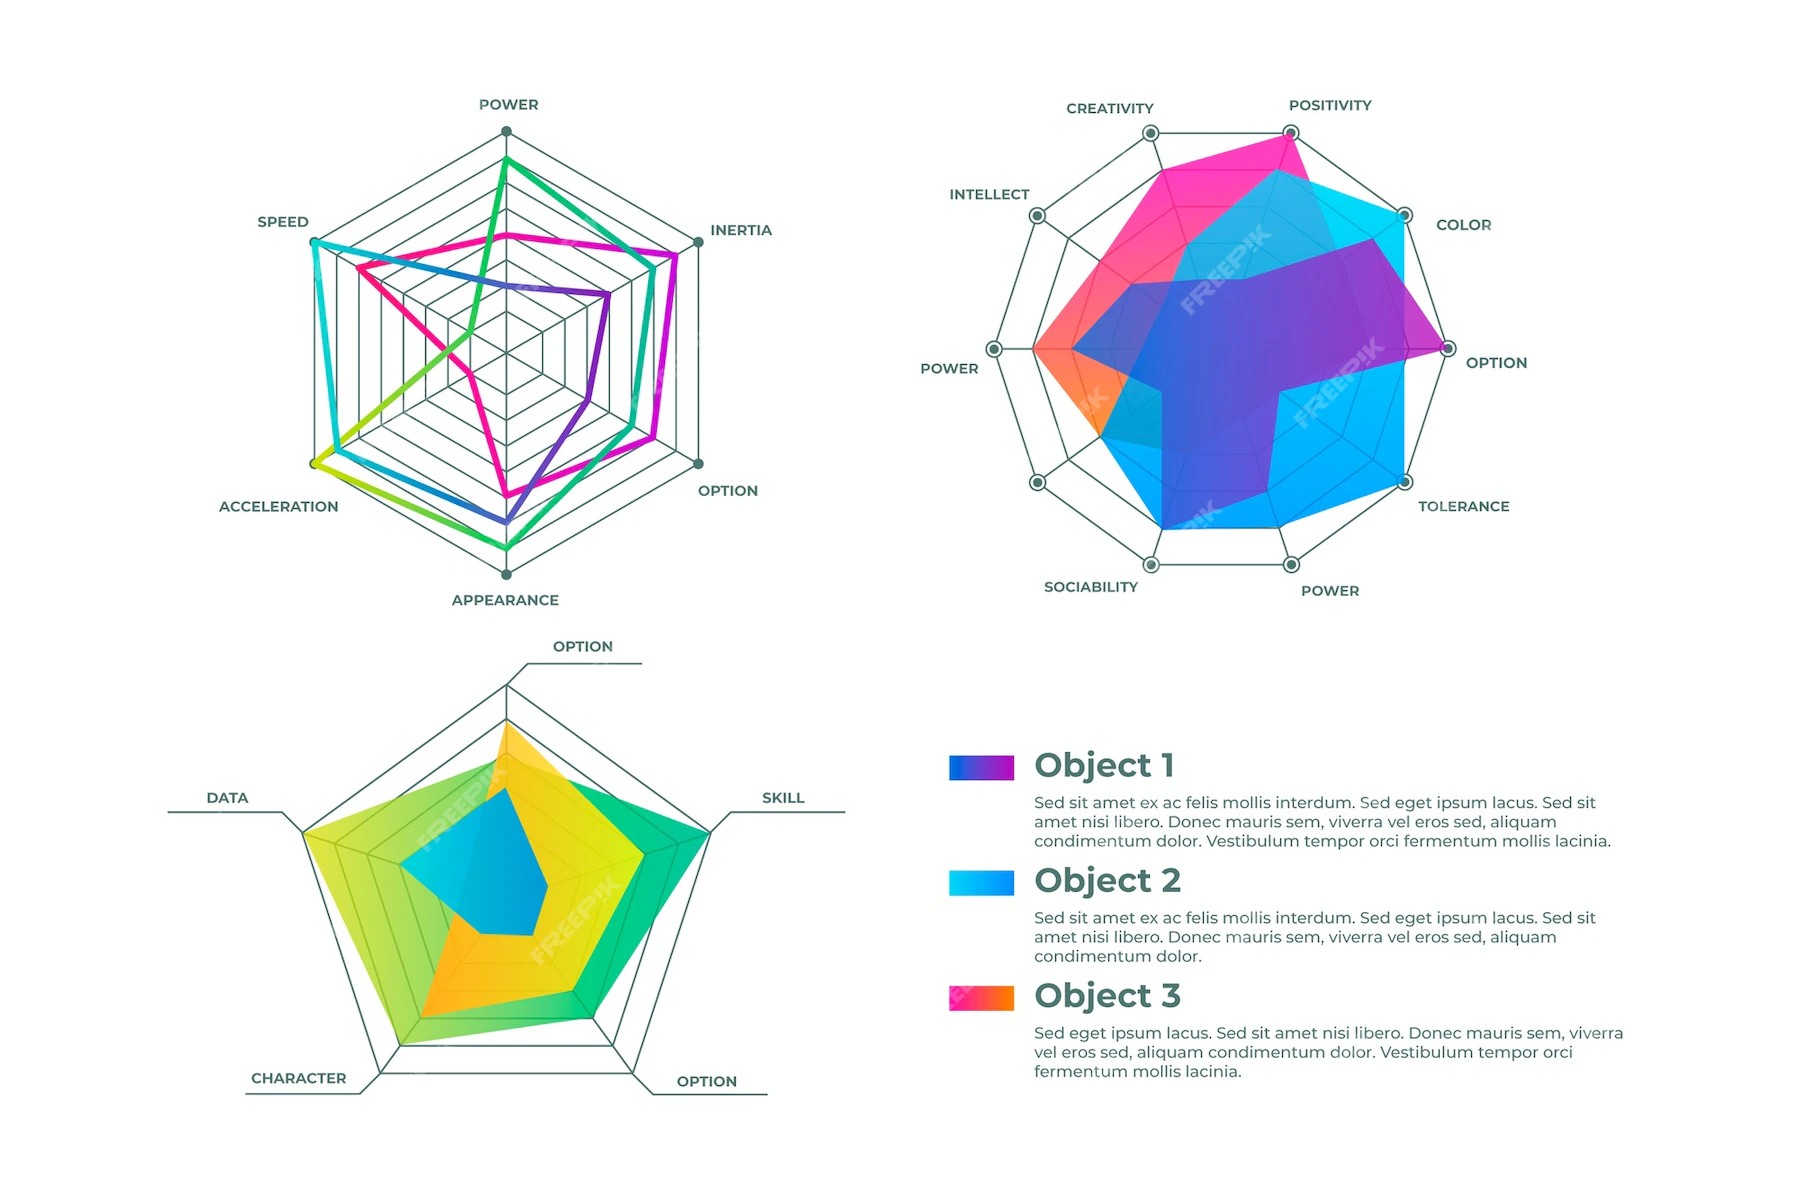 POWER
SPEED
INERTIA
ACCELERATION
OPTION
APPEARANCE
CREATIVITY
POSITIVITY
INTELLECT
COLOR
POWER
OPTION
TOLERANCE
SOCIABILITY
POWER
OPTION
DATA
SKILL
CHARACTER
OPTION
Object 1
Sed sit amet ex ac felis mollis interdum. Sed eget ipsum lacus. Sed sit
amet nisi libero. Donec mauris sem, viverra vel eros sed, aliquam
condimentum dolor. Vestibulum tempor orci fermentum mollis lacinia.
Object 2
Sed sit amet ex ac felis mollis interdum. Sed eget ipsum lacus. Sed sit
amet nisi libero. Donec mauris sem, viverra vel eros sed, aliquam
condimentum dolor.
Object 3
Sed eget ipsum lacus. Sed sit amet nisi libero. Donec mauris sem, viverra
vel eros sed, aliquam condimentum dolor. Vestibulum tempor orci
fermentum mollis lacinia.
FREEPIK
FREEPIK
FREEPIK
FREEPIK